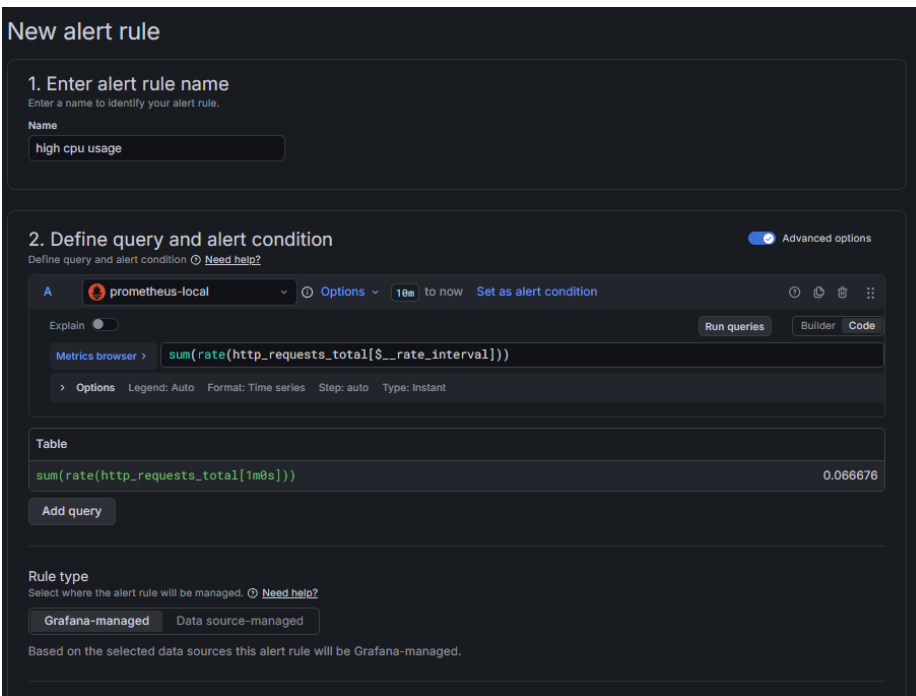 New alert rule
1. Enter alert rule name
Enter a name to identify your alert rule.
Name
high cpu usage
2. Define query and alert condition
Advanced options
Define query and alert condition Need help?
A prometheus-local Options 10m to now Set as alert condition
Explain Run queries Builder Code
Metrics browser > sum(rate(http_requests_total[$__rate_interval]))
> Options Legend: Auto Format: Time series Step: auto Type: Instant
Table
sum(rate(http_requests_total[1m0s])) 0.066676
Add query
Rule type
Select where the alert rule will be managed. Need help?
Grafana-managed Data source-managed
Based on the selected data sources this alert rule will be Grafana-managed.